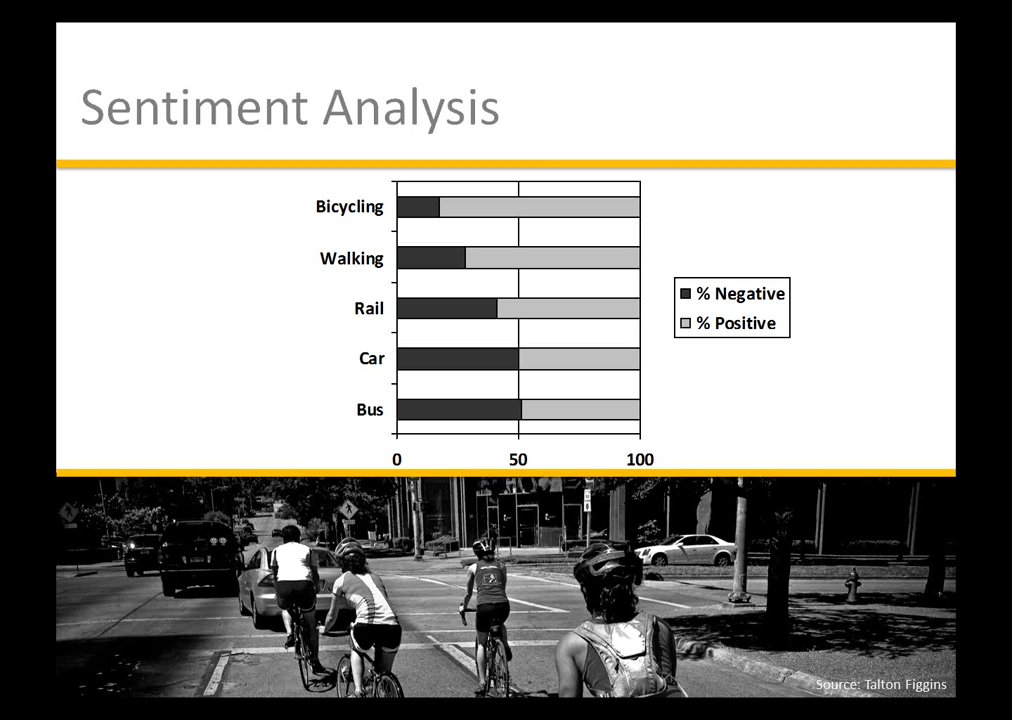 Sentiment Analysis
Bicycling
Walking
Rail
Car
Bus
0 50 100
% Negative
% Positive
Source: Talton Figgins